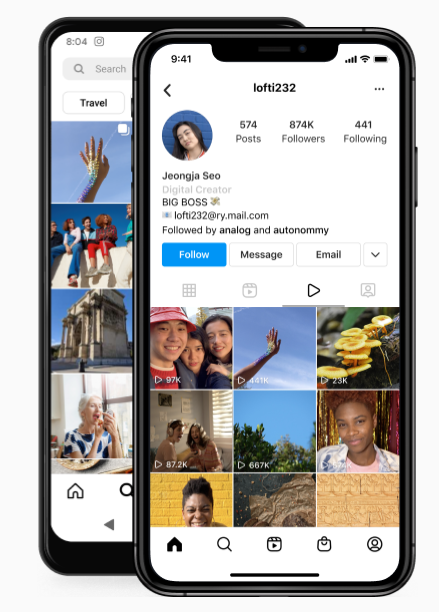 8:04
Search
Travel
9:41
lofti232
574
874K
441
Posts
Followers
Following
Jeongja Seo
Digital Creator
BIG BOSS 💸
📧 lofti232@ry.mail.com
Followed by analog and autonommy
Follow
Message
Email
97K
441K
23K
87.2K
667K